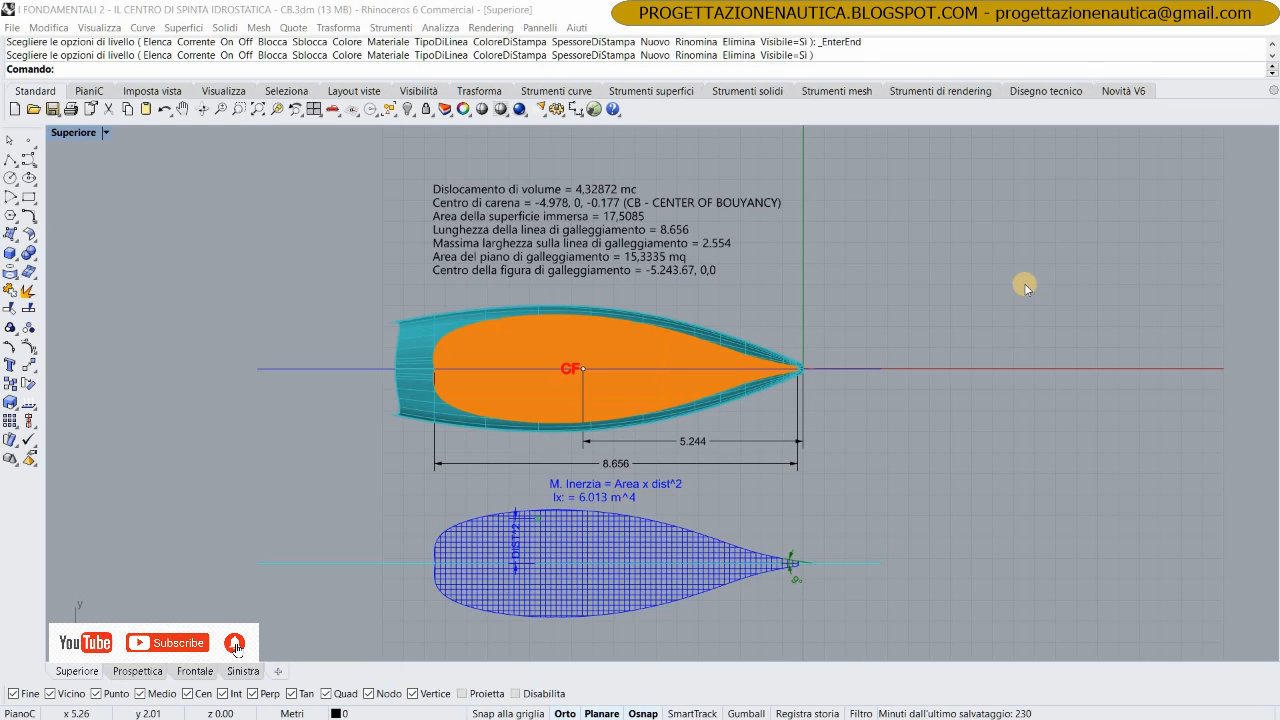 I FONDAMENTALI 2 - IL CENTRO DI SPINTA IDROSTATICA - CB.3dm (13 MB) - Rhinoceros 6 Commercial - [Superiore]
PROGETTAZIONENAUTICA.BLOGSPOT.COM - progettazionenautica@gmail.com
File Modifica Visualizza Curve Superfici Solidi Mesh Quote Trasforma Strumenti Analizza Rendering Pannelli Aiuti
Scegliere le opzioni di livello ( Elenca Corrente On Off Blocca Sblocca Colore Materiale TipoDiLinea ColoreDiStampa SpessoreDiStampa Nuovo Rinomina Elimina Visibile=Sì ): _EnterEnd
Scegliere le opzioni di livello ( Elenca Corrente On Off Blocca Sblocca Colore Materiale TipoDiLinea ColoreDiStampa SpessoreDiStampa Nuovo Rinomina Elimina Visibile=Sì )
Comando:
Standard PianiC Imposta vista Visualizza Seleziona Layout viste Visibilità Trasforma Strumenti curve Strumenti superfici Strumenti solidi Strumenti mesh Strumenti di rendering Disegno tecnico Novità V6
Superiore
Dislocamento di volume = 4,32872 mc
Centro di carena = -4.978, 0, -0.177 (CB - CENTER OF BOUYANCY)
Area della superficie immersa = 17,5085
Lunghezza della linea di galleggiamento = 8.656
Massima larghezza sulla linea di galleggiamento = 2.554
Area del piano di galleggiamento = 15,3335 mq
Centro della figura di galleggiamento = -5.243.67, 0,0
CF
5.244
8.656
M. Inerzia = Area x dist^2
Ix: = 6.013 m^4
DIST^2
9°
y
YouTube Subscribe
Superiore Prospettica Frontale Sinistra
Fine Vicino Punto Medio Cen Int Perp Tan Quad Nodo Vertice Proietta Disabilita
PianoC x 5.26 y 2.01 z 0.00 Metri 0 Snap alla griglia Orto Planare Osnap SmartTrack Gumball Registra storia Filtro Minuti dall'ultimo salvataggio: 230